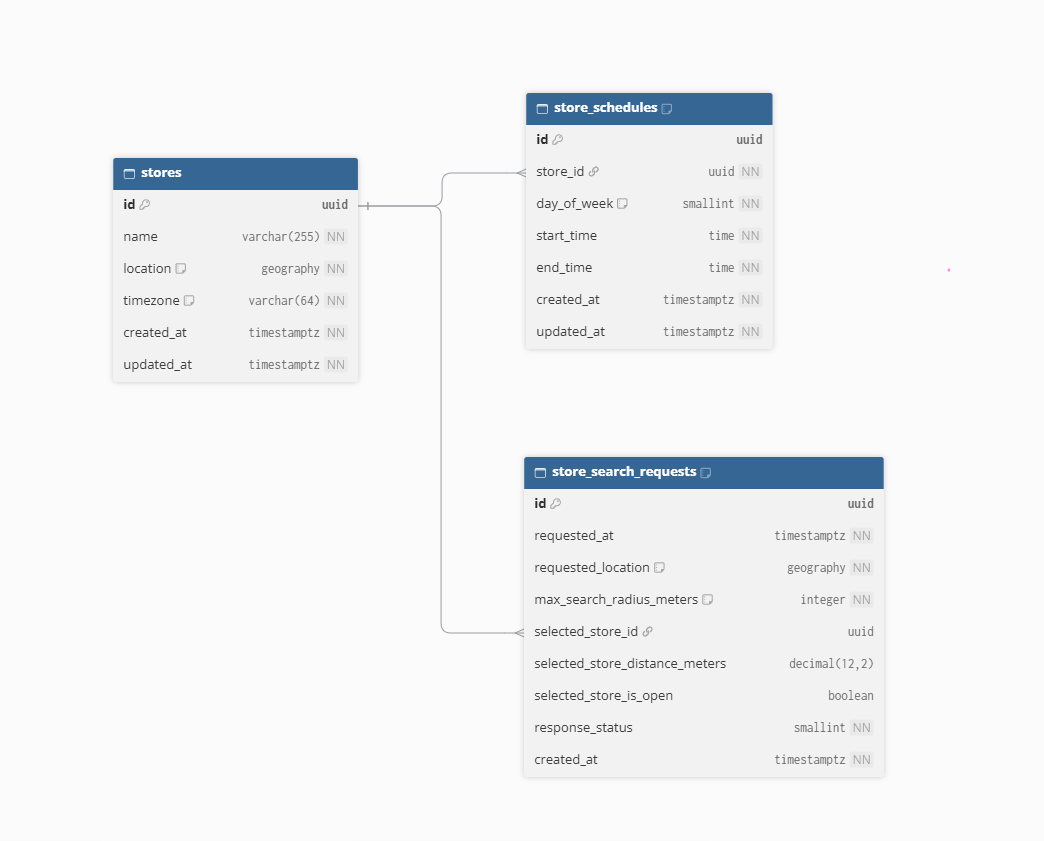 stores
id uuid
name varchar(255) NN
location geography NN
timezone varchar(64) NN
created_at timestamptz NN
updated_at timestamptz NN
store_schedules
id uuid
store_id uuid NN
day_of_week smallint NN
start_time time NN
end_time time NN
created_at timestamptz NN
updated_at timestamptz NN
store_search_requests
id uuid
requested_at timestamptz NN
requested_location geography NN
max_search_radius_meters integer NN
selected_store_id uuid
selected_store_distance_meters decimal(12,2)
selected_store_is_open boolean
response_status smallint NN
created_at timestamptz NN